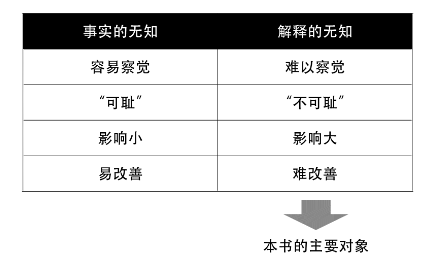 事实的无知 解释的无知
容易察觉 难以察觉
“可耻” “不可耻”
影响小 影响大
易改善 难改善
本书的主要对象